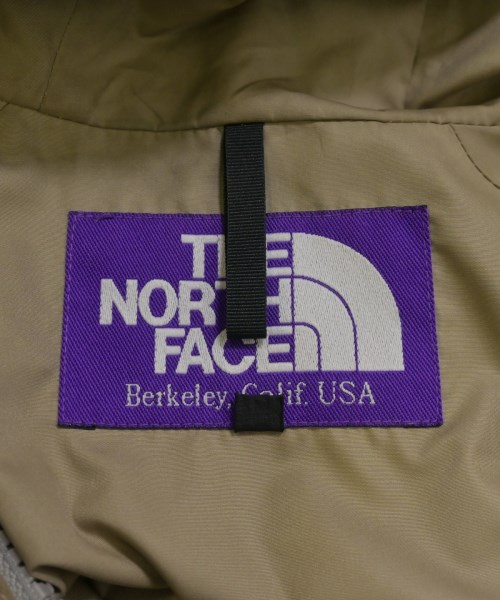 THE
NORTH
FACE
Berkeley, Calif. USA